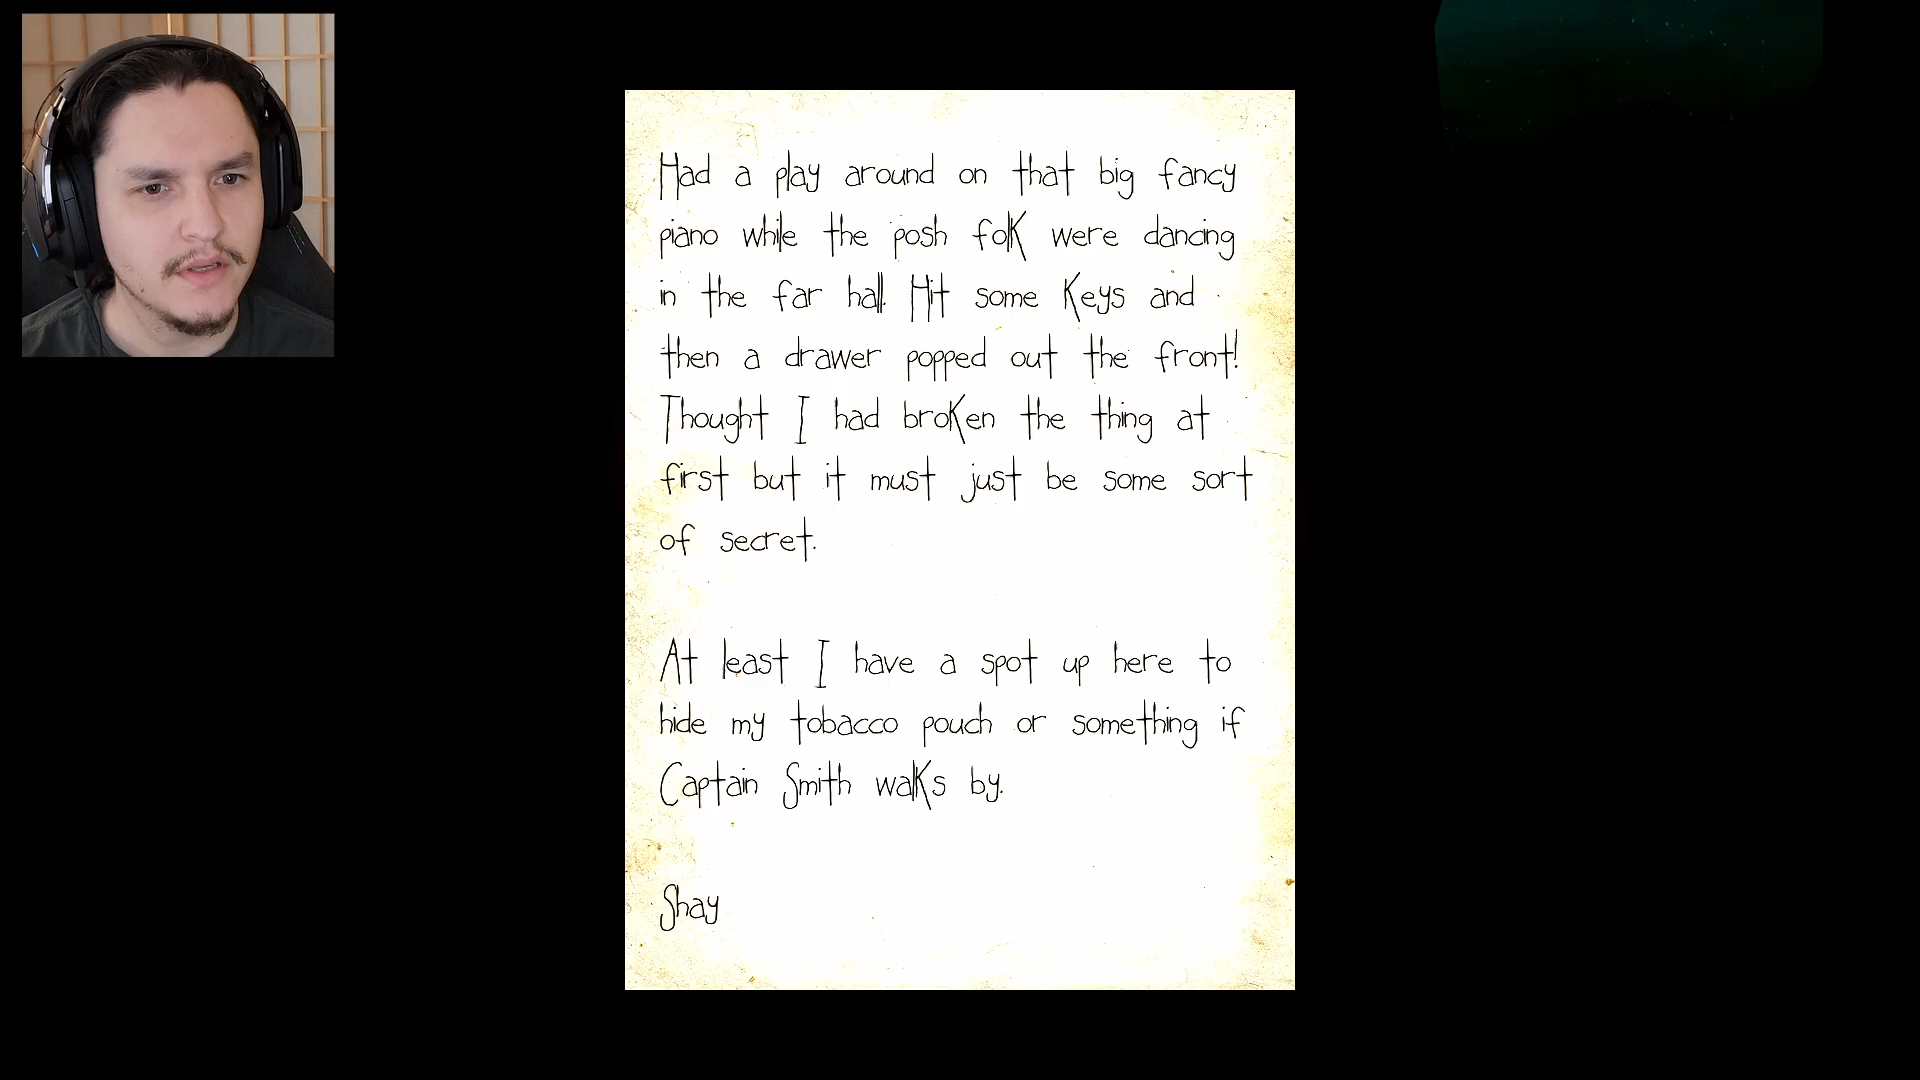 Had a play around on that big fancy
piano while the posh folk were dancing
in the far hall. Hit some keys and
then a drawer popped out the front!
Thought I had broken the thing at
first but it must just be some sort
of secret.
At least I have a spot up here to
hide my tobacco pouch or something if
Captain Smith walks by.
Shay